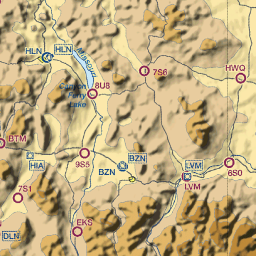 HLN
HLN
Missouri
Canyon
Ferry
Lake
8U8
7S6
HWQ
BTM
HIA
9S5
BZN
BZN
LVM
LVM
6S0
7S1
EKS
DLN